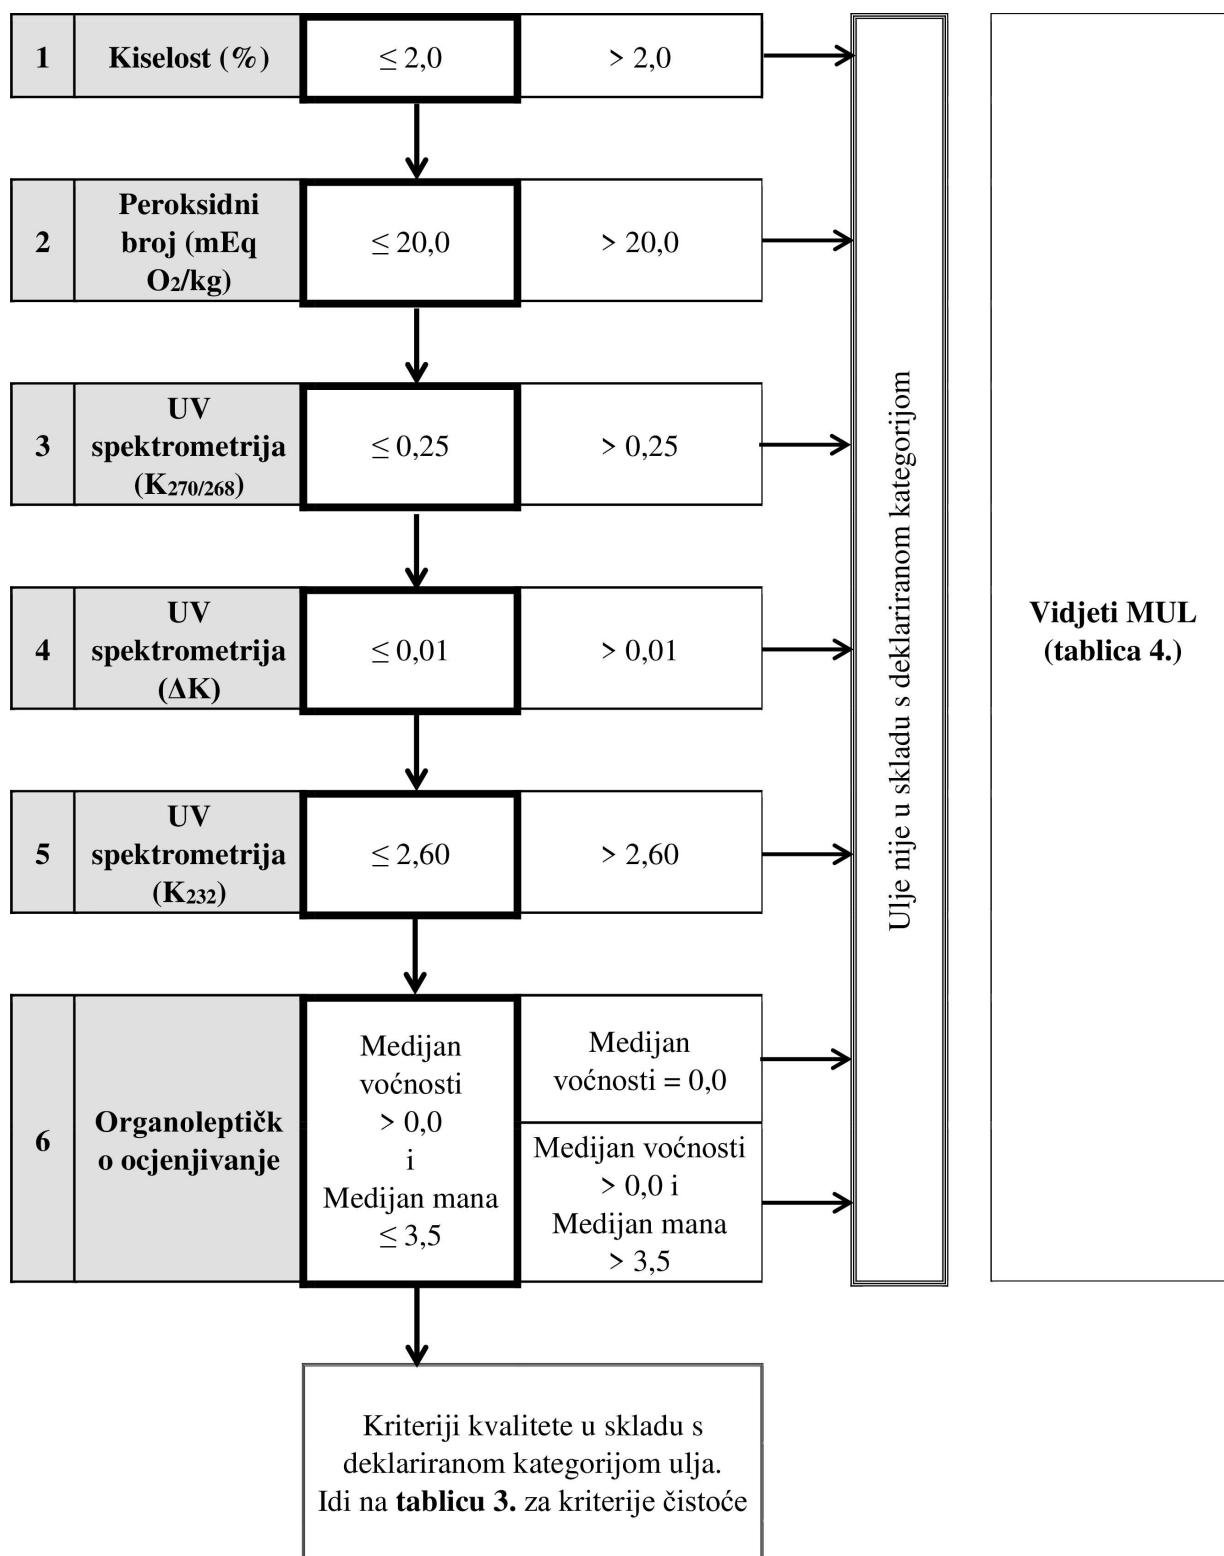 1 Kiselost (%) ≤ 2,0 > 2,0
2 Peroksidni
broj (mEq
O2/kg) ≤ 20,0 > 20,0
3 UV
spektrometrija
(K270/268) ≤ 0,25 > 0,25
4 UV
spektrometrija
(ΔK) ≤ 0,01 > 0,01
5 UV
spektrometrija
(K232) ≤ 2,60 > 2,60
6 Organoleptičk
o ocjenjivanje
Medijan
voćnosti
> 0,0
i
Medijan mana
≤ 3,5
Medijan
voćnosti = 0,0
Medijan voćnosti
> 0,0 i
Medijan mana
> 3,5
Ulje nije u skladu s deklariranom kategorijom
Vidjeti MUL
(tablica 4.)
Kriteriji kvalitete u skladu s
deklariranom kategorijom ulja.
Idi na tablicu 3. za kriterije čistoće